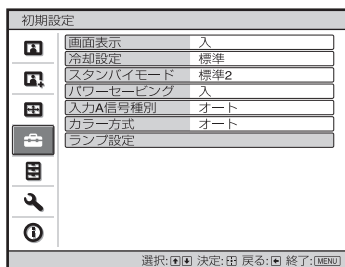 初期設定
画面表示 入
冷却設定 標準
スタンバイモード 標準2
パワーセービング 入
入力A信号種別 オート
カラー方式 オート
ランプ設定
選択: 決定: 戻る: 終了:MENU